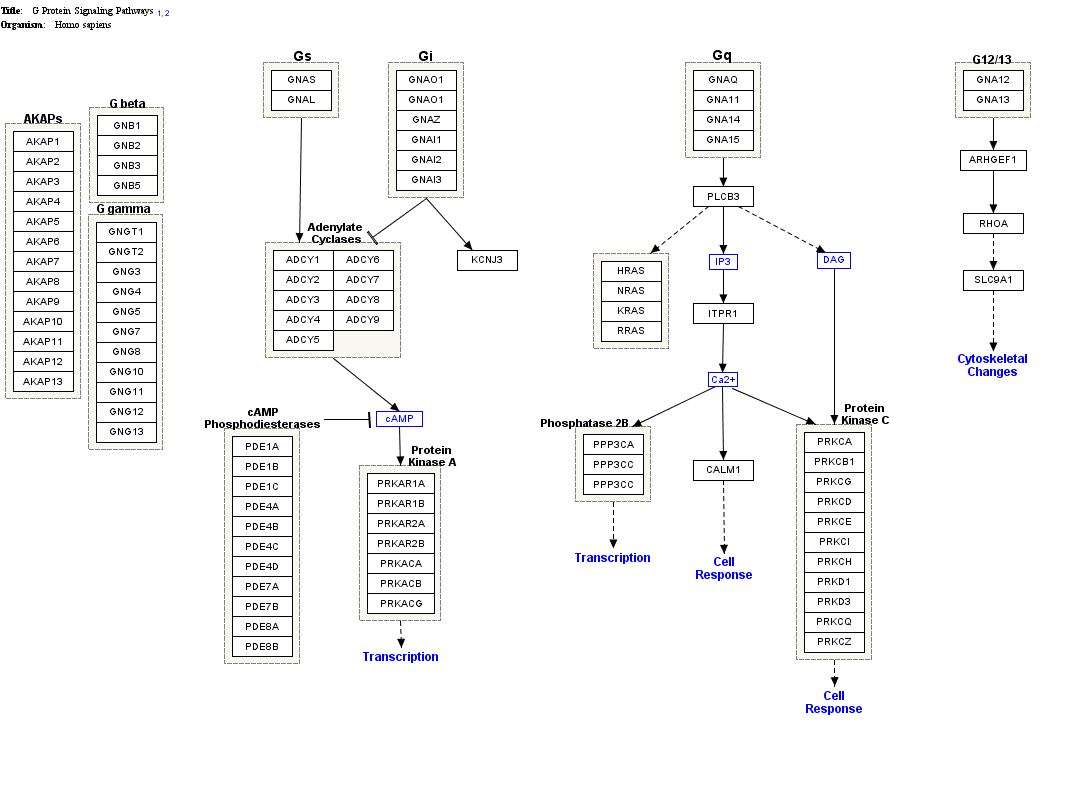 Title: G Protein Signaling Pathways 1, 2
Organism: Homo sapiens
AKAPs
AKAP1
AKAP2
AKAP3
AKAP4
AKAP5
AKAP6
AKAP7
AKAP8
AKAP9
AKAP10
AKAP11
AKAP12
AKAP13
G beta
GNB1
GNB2
GNB3
GNB5
G gamma
GNGT1
GNGT2
GNG3
GNG4
GNG5
GNG7
GNG8
GNG10
GNG11
GNG12
GNG13
Gs
GNAS
GNAL
Gi
GNAO1
GNAO1
GNAZ
GNAI1
GNAI2
GNAI3
Adenylate
Cyclases
ADCY1 ADCY6
ADCY2 ADCY7
ADCY3 ADCY8
ADCY4 ADCY9
ADCY5
KCNJ3
cAMP
Phosphodiesterases
PDE1A
PDE1B
PDE1C
PDE4A
PDE4B
PDE4C
PDE4D
PDE7A
PDE7B
PDE8A
PDE8B
cAMP
Protein
Kinase A
PRKAR1A
PRKAR1B
PRKAR2A
PRKAR2B
PRKACA
PRKACB
PRKACG
Transcription
Gq
GNAQ
GNA11
GNA14
GNA15
PLCB3
HRAS
NRAS
KRAS
RRAS
IP3
DAG
ITPR1
Ca2+
Phosphatase 2B
PPP3CA
PPP3CC
PPP3CC
Transcription
CALM1
Cell
Response
Protein
Kinase C
PRKCA
PRKCB1
PRKCG
PRKCD
PRKCE
PRKCI
PRKCH
PRKD1
PRKD3
PRKCQ
PRKCZ
Cell
Response
G12/13
GNA12
GNA13
ARHGEF1
RHOA
SLC9A1
Cytoskeletal
Changes